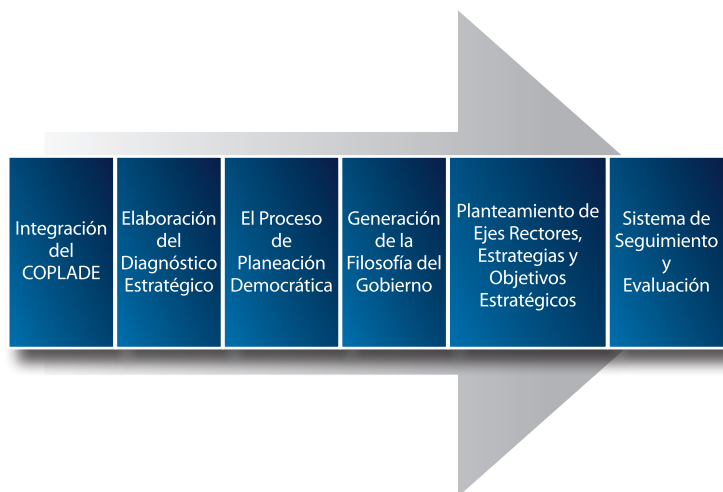 Integración
del
COPLADE
Elaboración
del
Diagnóstico
Estratégico
El Proceso
de
Planeación
Democrática
Generación
de la
Filosofía del
Gobierno
Planteamiento de
Ejes Rectores,
Estrategias y
Objetivos
Estratégicos
Sistema de
Seguimiento
y
Evaluación